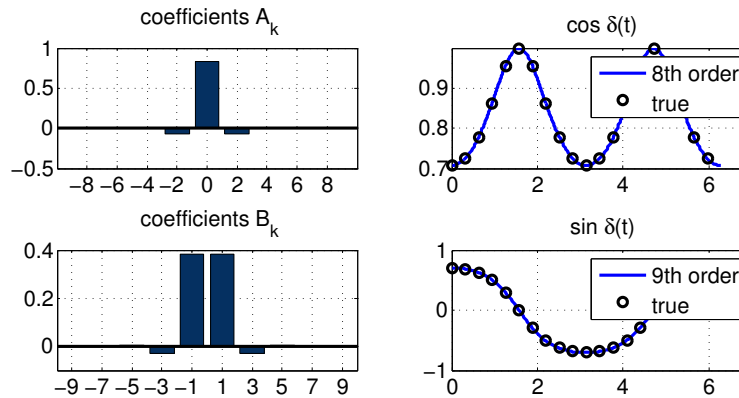 coefficients A_k
1
0.5
0
−0.5
−8 −6 −4 −2 0 2 4 6 8
cos δ(t)
0.9
0.8
0.7
0 2 4 6
8th order
true
coefficients B_k
0.4
0.2
0
−9 −7 −5 −3 −1 1 3 5 7 9
sin δ(t)
1
0
−1
0 2 4 6
9th order
true